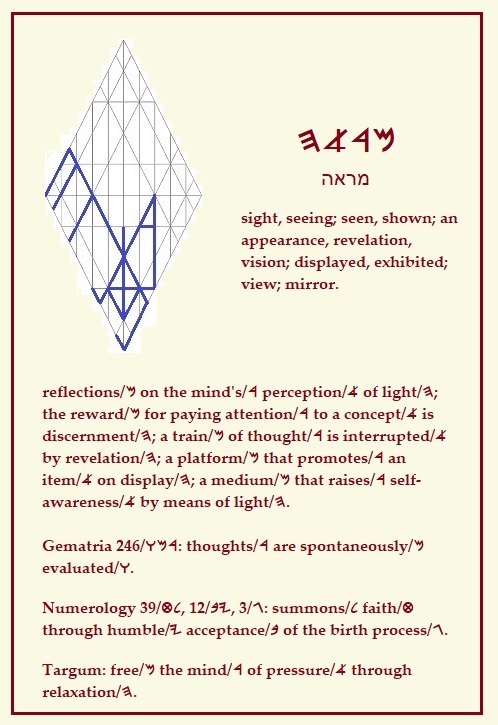 𐤌𐤓𐤀𐤄
מראה
sight, seeing; seen, shown; an
appearance, revelation,
vision; displayed, exhibited;
view; mirror.
reflections/𐤌 on the mind's/𐤓 perception/𐤀 of light/𐤄;
the reward/𐤌 for paying attention/𐤓 to a concept/𐤀 is
discernment/𐤄; a train/𐤌 of thought/𐤓 is interrupted/𐤀
by revelation/𐤄; a platform/𐤌 that promotes/𐤓 an
item/𐤀 on display/𐤄; a medium/𐤌 that raises/𐤓 self-
awareness/𐤀 by means of light/𐤄.
Gematria 246/𐤓𐤌𐤅: thoughts/𐤓 are spontaneously/𐤌
evaluated/𐤅.
Numerology 39/𐤋𐤈, 12/𐤉𐤁, 3/𐤂: summons/𐤋 faith/𐤈
through humble/𐤉 acceptance/𐤁 of the birth process/𐤂.
Targum: free/𐤌 the mind/𐤓 of pressure/𐤀 through
relaxation/𐤄.